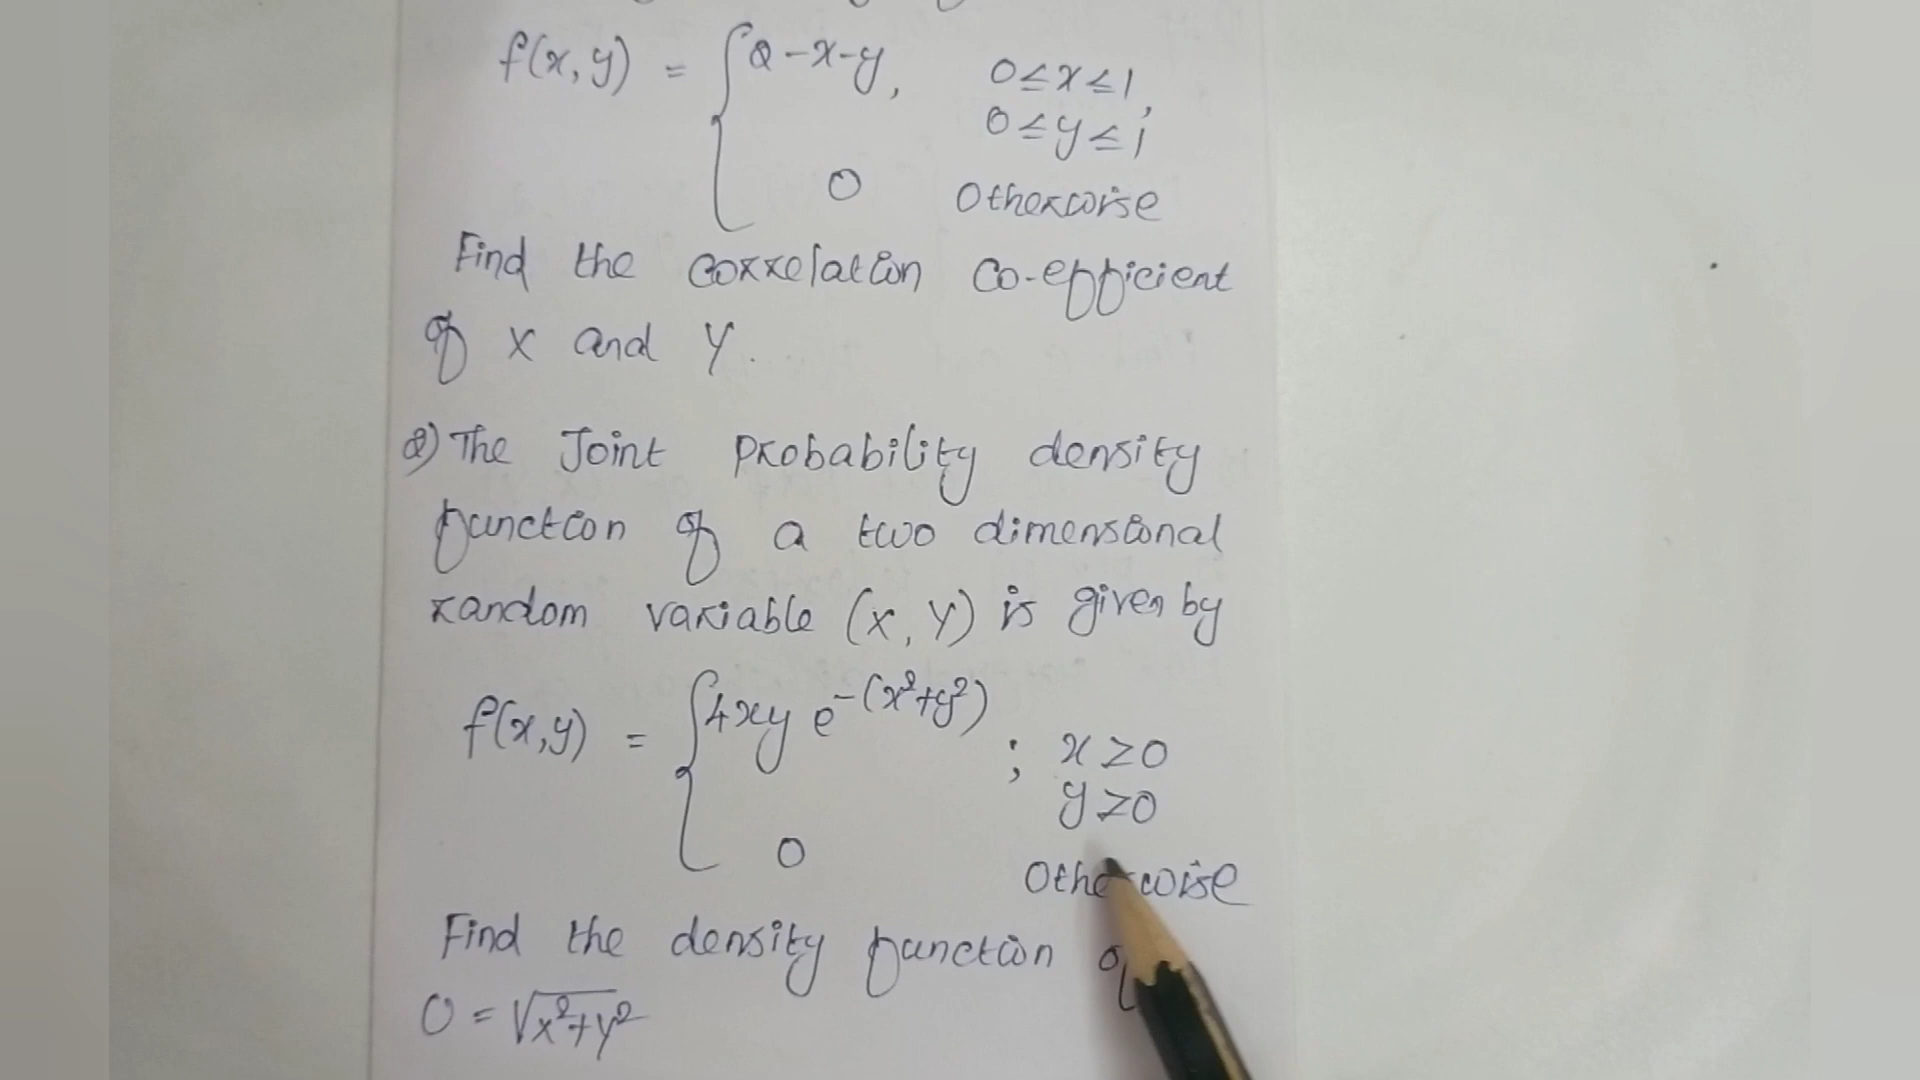 f(x,y) = { 2-x-y, 0≤x≤1,
0≤y≤1
0 Otherwise
Find the correlation Co-efficient
of X and Y.
2) The Joint Probability density
function of a two dimensional
random variable (X, Y) is given by
f(x,y) = { 4xy e^-(x²+y²) ; x≥0
y≥0
0 Otherwise
Find the density function of
U = √x²+y²